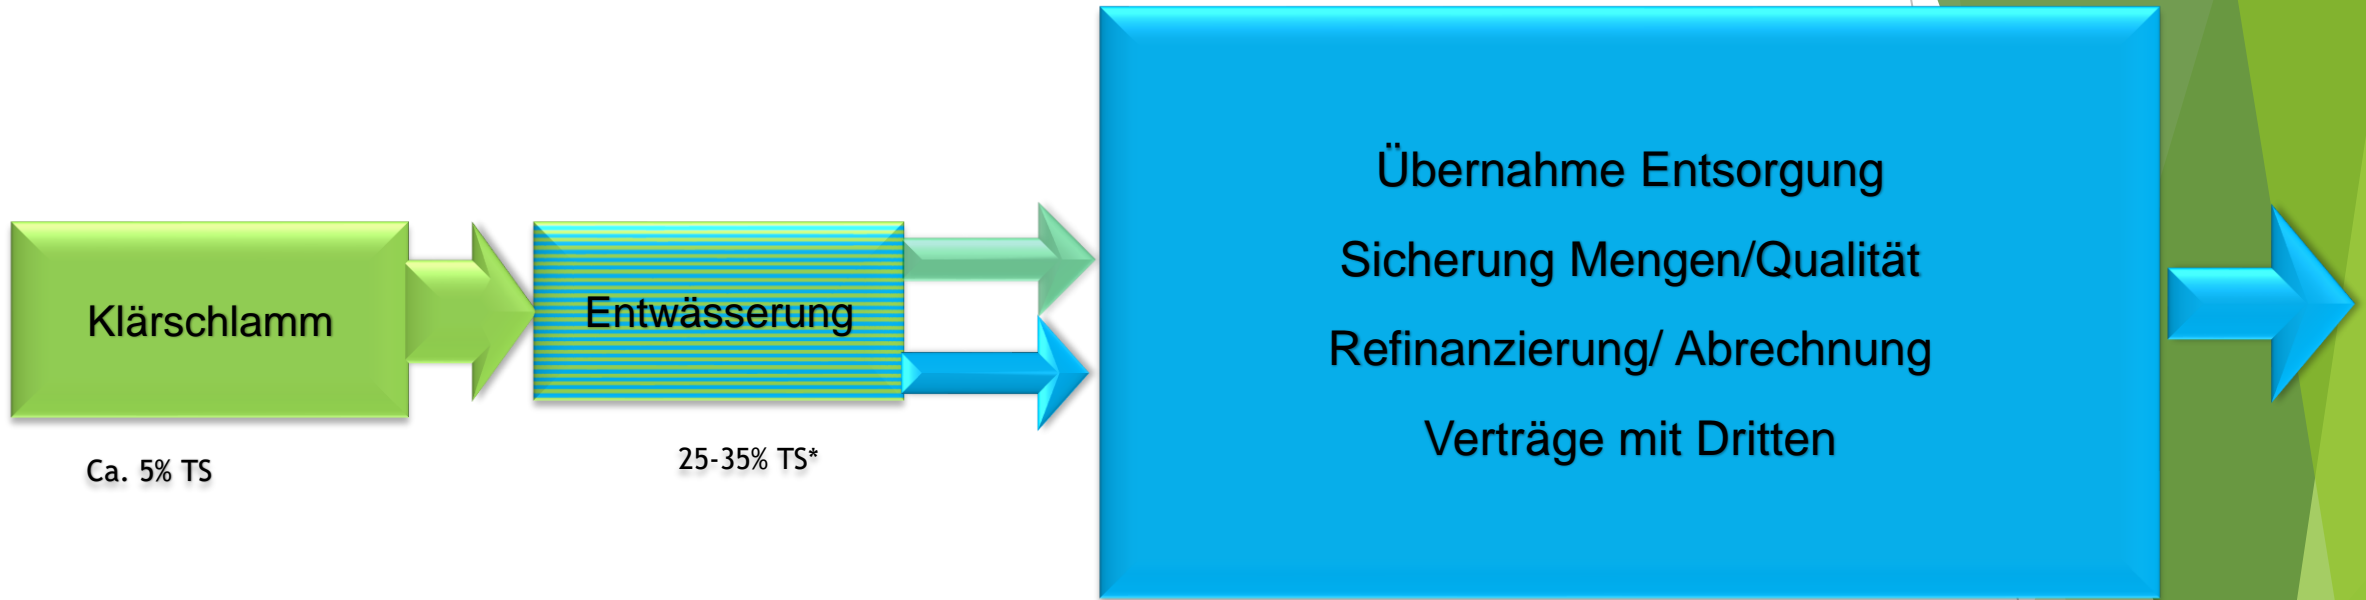 Klärschlamm
Ca. 5% TS
Entwässerung
25-35% TS*
Übernahme Entsorgung
Sicherung Mengen/Qualität
Refinanzierung/ Abrechnung
Verträge mit Dritten